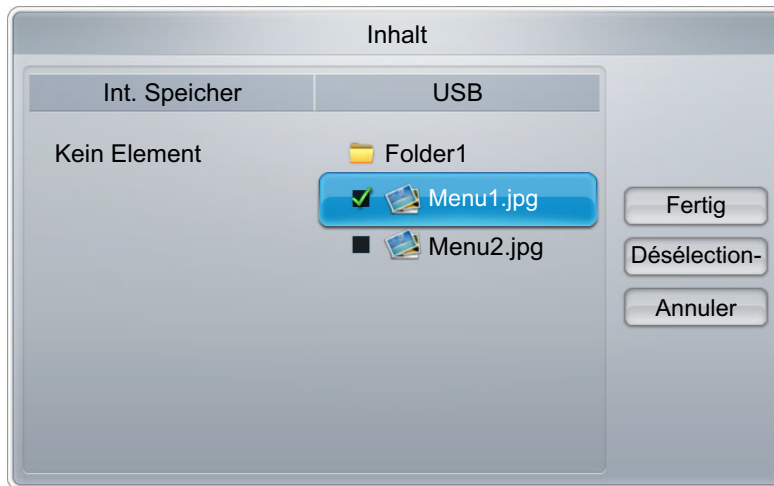 Inhalt
Int. Speicher
USB
Kein Element
Folder1
Menu1.jpg
Menu2.jpg
Fertig
Désélection-
Annuler